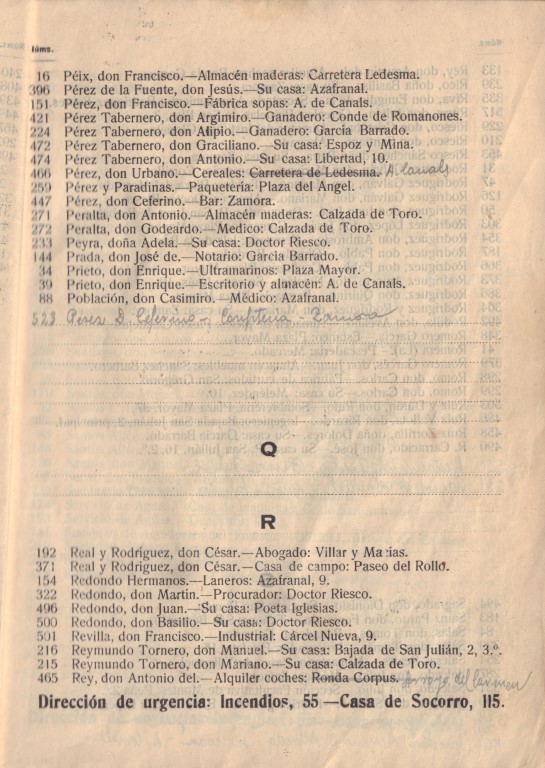 Núms.
16 Péix, don Francisco.—Almacén maderas: Carretera Ledesma.
396 Pérez de la Fuente, don Jesús.—Su casa: Azafranal.
151 Pérez, don Francisco.—Fábrica sopas: A. de Canals.
421 Pérez Tabernero, don Argimiro.—Ganadero: Conde de Romanones.
224 Pérez Tabernero, don Alipio.—Ganadero: García Barrado.
472 Pérez Tabernero, don Graciliano.—Su casa: Espoz y Mina.
474 Pérez Tabernero, don Antonio.—Su casa: Libertad, 10.
466 Pérez, don Urbano.—Cereales: Carretera de Ledesma. A. Canals
259 Pérez y Paradinas.—Paquetería: Plaza del Angel.
447 Pérez, don Ceferino.—Bar: Zamora.
271 Peralta, don Antonio.—Almacén maderas: Calzada de Toro.
272 Peralta, don Godeardo.—Medico: Calzada de Toro.
233 Peyra, doña Adela.—Su casa: Doctor Riesco.
144 Prada, don José de.—Notario: García Barrado.
34 Prieto, don Enrique.—Ultramarinos: Plaza Mayor.
39 Prieto, don Enrique.—Escritorio y almacén: A. de Canals.
88 Población, don Casimiro.—Médico: Azafranal.
523 Perez D. Ceferino—Confiteria—Zamora
Q
R
192 Real y Rodríguez, don César.—Abogado: Villar y Macías.
371 Real y Rodríguez, don César.—Casa de campo: Paseo del Rollo.
154 Redondo Hermanos.—Laneros: Azafranal, 9.
322 Redondo, don Martin.—Procurador: Doctor Riesco.
496 Redondo, don Juan.—Su casa: Poeta Iglesias.
500 Redondo, don Basilio.—Su casa: Doctor Riesco.
501 Revilla, don Francisco.—Industrial: Cárcel Nueva, 9.
216 Reymundo Tornero, don Manuel.—Su casa: Bajada de San Julián, 2, 3.º.
215 Reymundo Tornero, don Mariano.—Su casa: Calzada de Toro.
465 Rey, don Antonio del.—Alquiler coches: Ronda Corpus. Arroyo del Carmen
Dirección de urgencia: Incendios, 55—Casa de Socorro, 115.